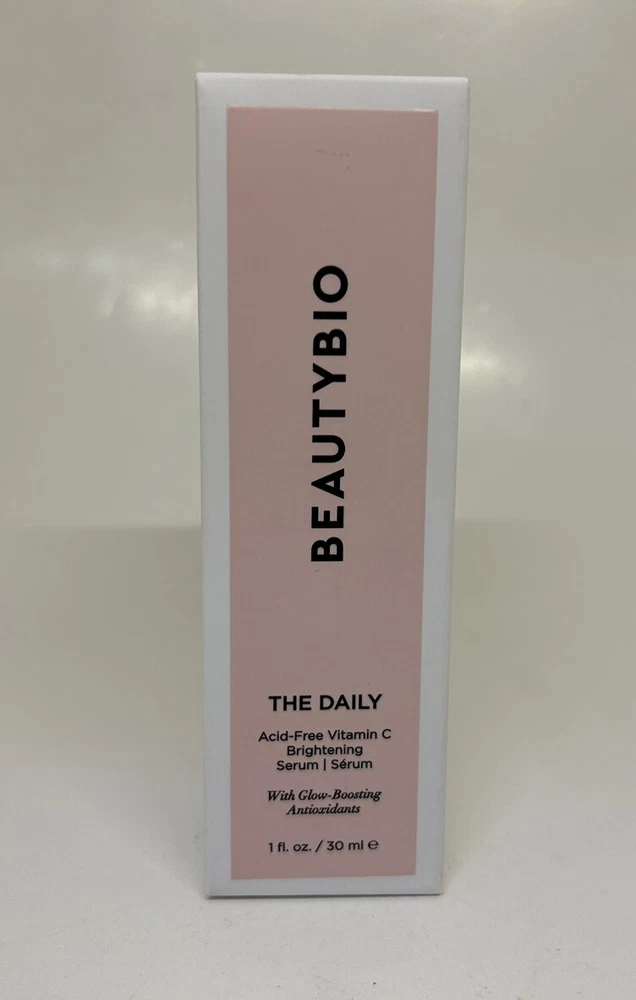 BEAUTYBIO
THE DAILY
Acid-Free Vitamin C
Brightening
Serum | Sérum
With Glow-Boosting
Antioxidants
1 fl. oz. / 30 ml ℮